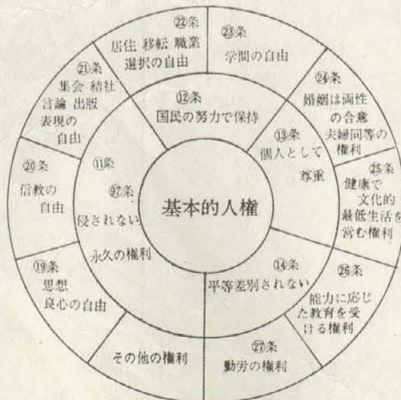 基本的人権
⑪条
�97条
侵されない
永久の権利
⑫条
国民の努力で保持
⑬条
個人として
尊重
⑭条
平等差別されない
⑲条
思想
良心の自由
⑳条
信教の
自由
㉑条
集会 結社
言論 出版
表現の
自由
㉒条
居住 移転 職業
選択の自由
㉓条
学問の自由
㉔条
婚姻は両性
の合意
夫婦同等の
権利
㉕条
健康で
文化的
最低生活を
営む権利
㉖条
能力に応じ
た教育を受
ける権利
㉗条
勤労の権利
その他の権利